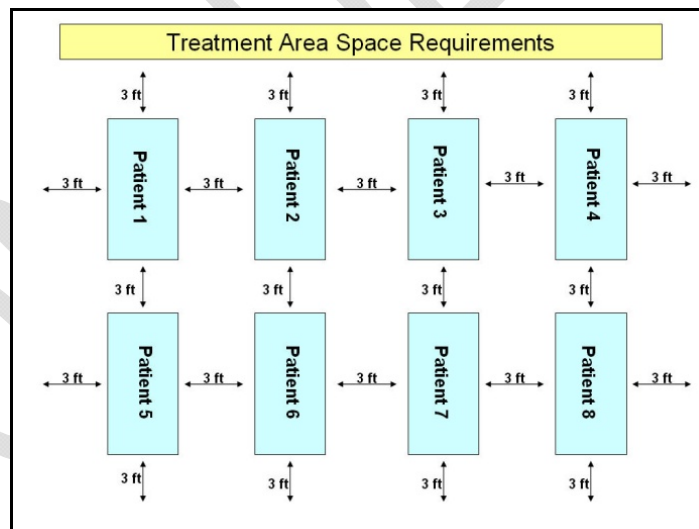 Treatment Area Space Requirements
3 ft
3 ft
3 ft
3 ft
Patient 1
Patient 2
Patient 3
Patient 4
3 ft
3 ft
3 ft
3 ft
3 ft
3 ft
3 ft
3 ft
3 ft
Patient 5
Patient 6
Patient 7
Patient 8
3 ft
3 ft
3 ft
3 ft
3 ft
3 ft
3 ft
3 ft
3 ft